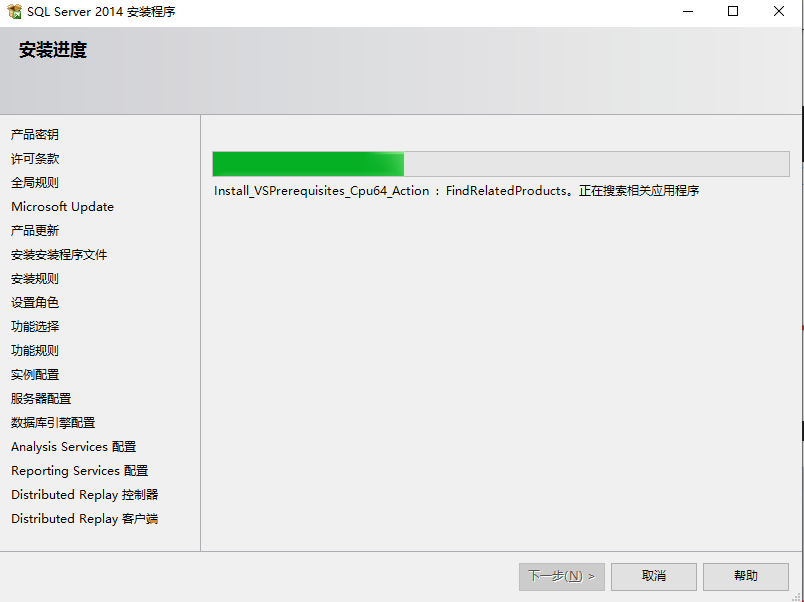 SQL Server 2014 安装程序
安装进度
产品密钥
许可条款
全局规则
Microsoft Update
产品更新
安装安装程序文件
安装规则
设置角色
功能选择
功能规则
实例配置
服务器配置
数据库引擎配置
Analysis Services 配置
Reporting Services 配置
Distributed Replay 控制器
Distributed Replay 客户端
Install_VSPrerequisites_Cpu64_Action : FindRelatedProducts。正在搜索相关应用程序
下一步(N) >
取消
帮助